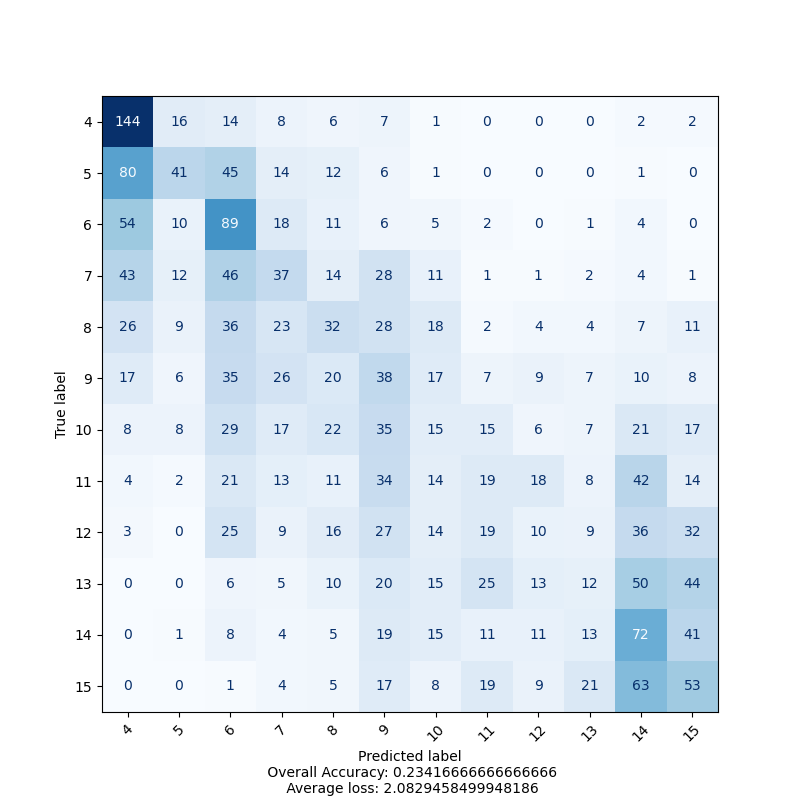 4 144 16 14 8 6 7 1 0 0 0 2 2
5 80 41 45 14 12 6 1 0 0 0 1 0
6 54 10 89 18 11 6 5 2 0 1 4 0
7 43 12 46 37 14 28 11 1 1 2 4 1
8 26 9 36 23 32 28 18 2 4 4 7 11
9 17 6 35 26 20 38 17 7 9 7 10 8
True label
10 8 8 29 17 22 35 15 15 6 7 21 17
11 4 2 21 13 11 34 14 19 18 8 42 14
12 3 0 25 9 16 27 14 19 10 9 36 32
13 0 0 6 5 10 20 15 25 13 12 50 44
14 0 1 8 4 5 19 15 11 11 13 72 41
15 0 0 1 4 5 17 8 19 9 21 63 53
4 5 6 7 8 9 10 11 12 13 14 15
Predicted label
Overall Accuracy: 0.23416666666666666
Average loss: 2.0829458499948186